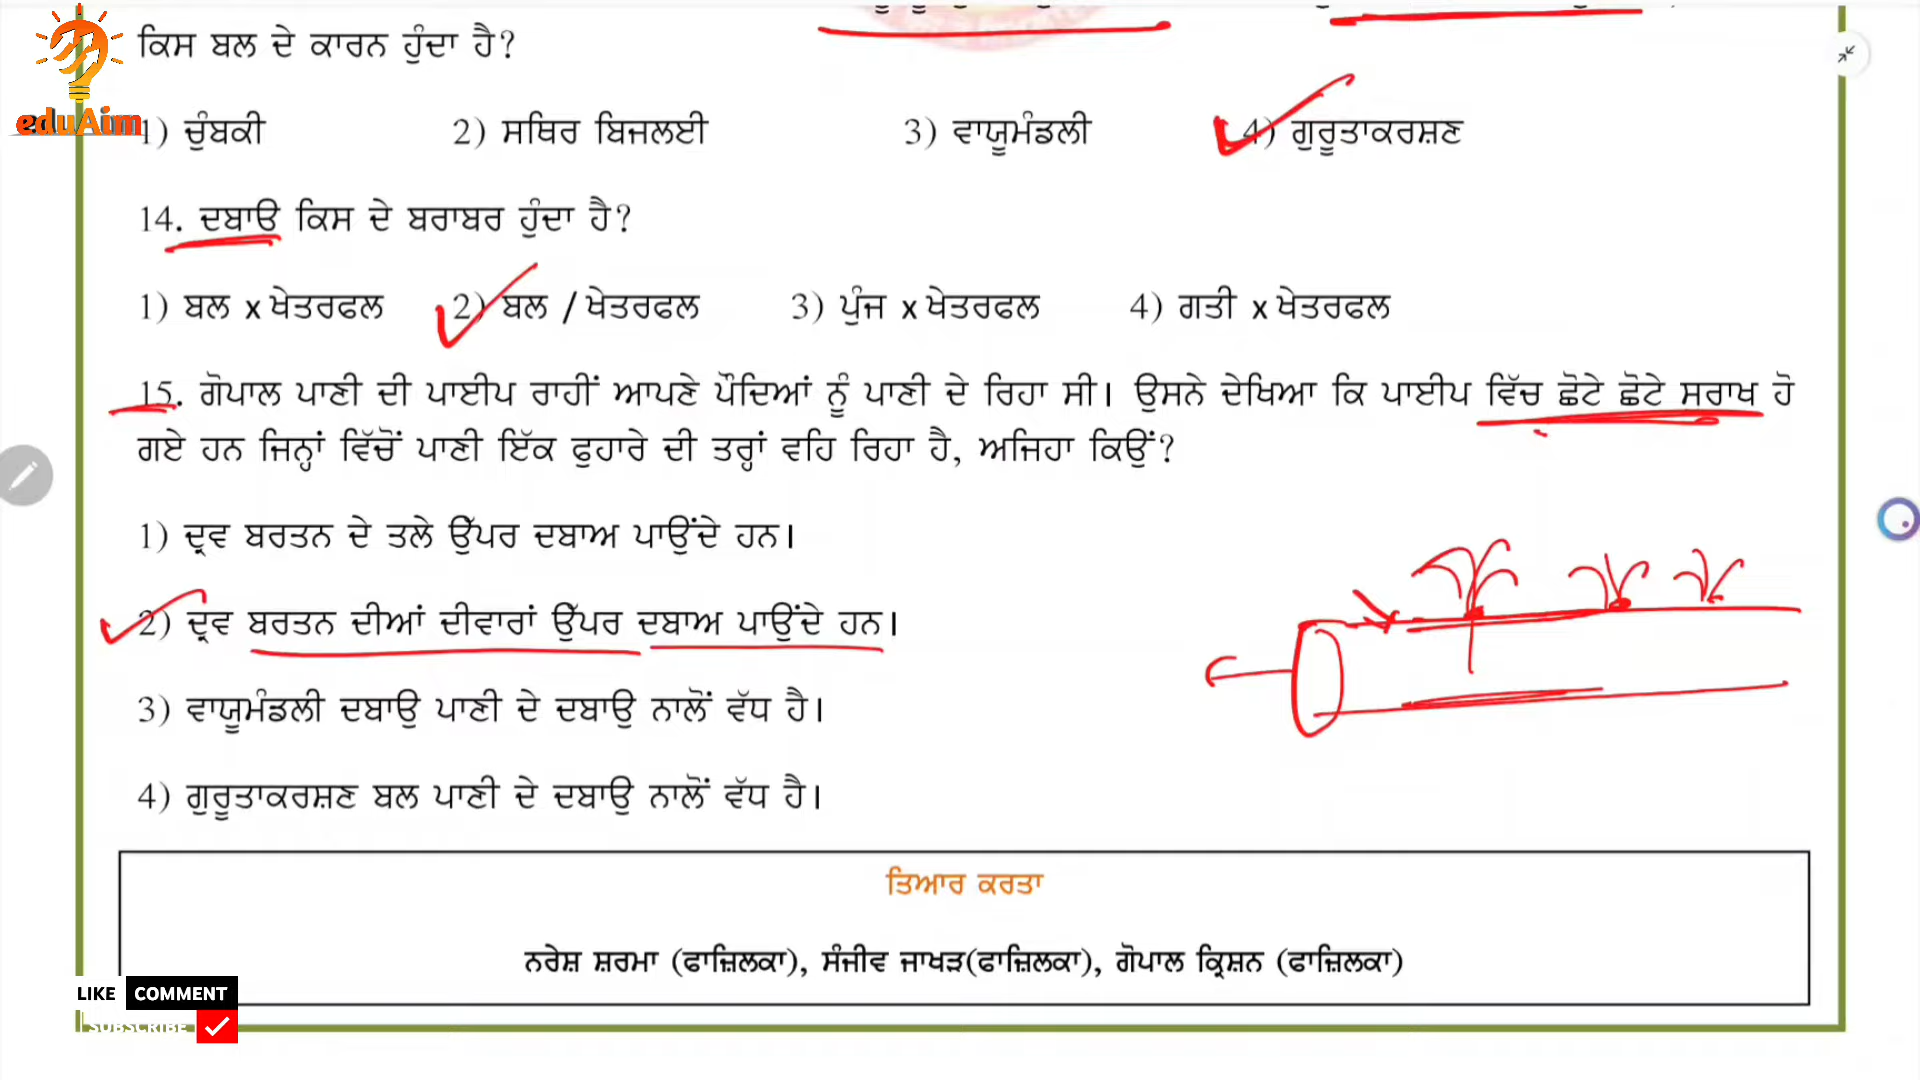 ਕਿਸ ਬਲ ਦੇ ਕਾਰਨ ਹੁੰਦਾ ਹੈ?
eduAim
1) ਚੁੰਬਕੀ 2) ਸਥਿਰ ਬਿਜਲਈ 3) ਵਾਯੂਮੰਡਲੀ 4) ਗੁਰੂਤਾਕਰਸ਼ਣ
14. ਦਬਾਓ ਕਿਸ ਦੇ ਬਰਾਬਰ ਹੁੰਦਾ ਹੈ?
1) ਬਲ x ਖੇਤਰਫਲ 2) ਬਲ / ਖੇਤਰਫਲ 3) ਪੁੰਜ x ਖੇਤਰਫਲ 4) ਗਤੀ x ਖੇਤਰਫਲ
15. ਗੋਪਾਲ ਪਾਣੀ ਦੀ ਪਾਈਪ ਰਾਹੀਂ ਆਪਣੇ ਪੌਦਿਆਂ ਨੂੰ ਪਾਣੀ ਦੇ ਰਿਹਾ ਸੀ। ਉਸਨੇ ਦੇਖਿਆ ਕਿ ਪਾਈਪ ਵਿੱਚ ਛੋਟੇ ਛੋਟੇ ਸਰਾਖ ਹੋ
ਗਏ ਹਨ ਜਿਨ੍ਹਾਂ ਵਿੱਚੋਂ ਪਾਣੀ ਇੱਕ ਫੁਹਾਰੇ ਦੀ ਤਰ੍ਹਾਂ ਵਹਿ ਰਿਹਾ ਹੈ, ਅਜਿਹਾ ਕਿਉਂ?
1) ਦ੍ਰਵ ਬਰਤਨ ਦੇ ਤਲੇ ਉੱਪਰ ਦਬਾਅ ਪਾਉਂਦੇ ਹਨ।
2) ਦ੍ਰਵ ਬਰਤਨ ਦੀਆਂ ਦੀਵਾਰਾਂ ਉੱਪਰ ਦਬਾਅ ਪਾਉਂਦੇ ਹਨ।
3) ਵਾਯੂਮੰਡਲੀ ਦਬਾਉ ਪਾਣੀ ਦੇ ਦਬਾਉ ਨਾਲੋਂ ਵੱਧ ਹੈ।
4) ਗੁਰੂਤਾਕਰਸ਼ਣ ਬਲ ਪਾਣੀ ਦੇ ਦਬਾਉ ਨਾਲੋਂ ਵੱਧ ਹੈ।
ਤਿਆਰ ਕਰਤਾ
ਨਰੇਸ਼ ਸ਼ਰਮਾ (ਫਾਜ਼ਿਲਕਾ), ਸੰਜੀਵ ਜਾਖੜ(ਫਾਜ਼ਿਲਕਾ), ਗੋਪਾਲ ਕ੍ਰਿਸ਼ਨ (ਫਾਜ਼ਿਲਕਾ)
LIKE COMMENT
SUBSCRIBE